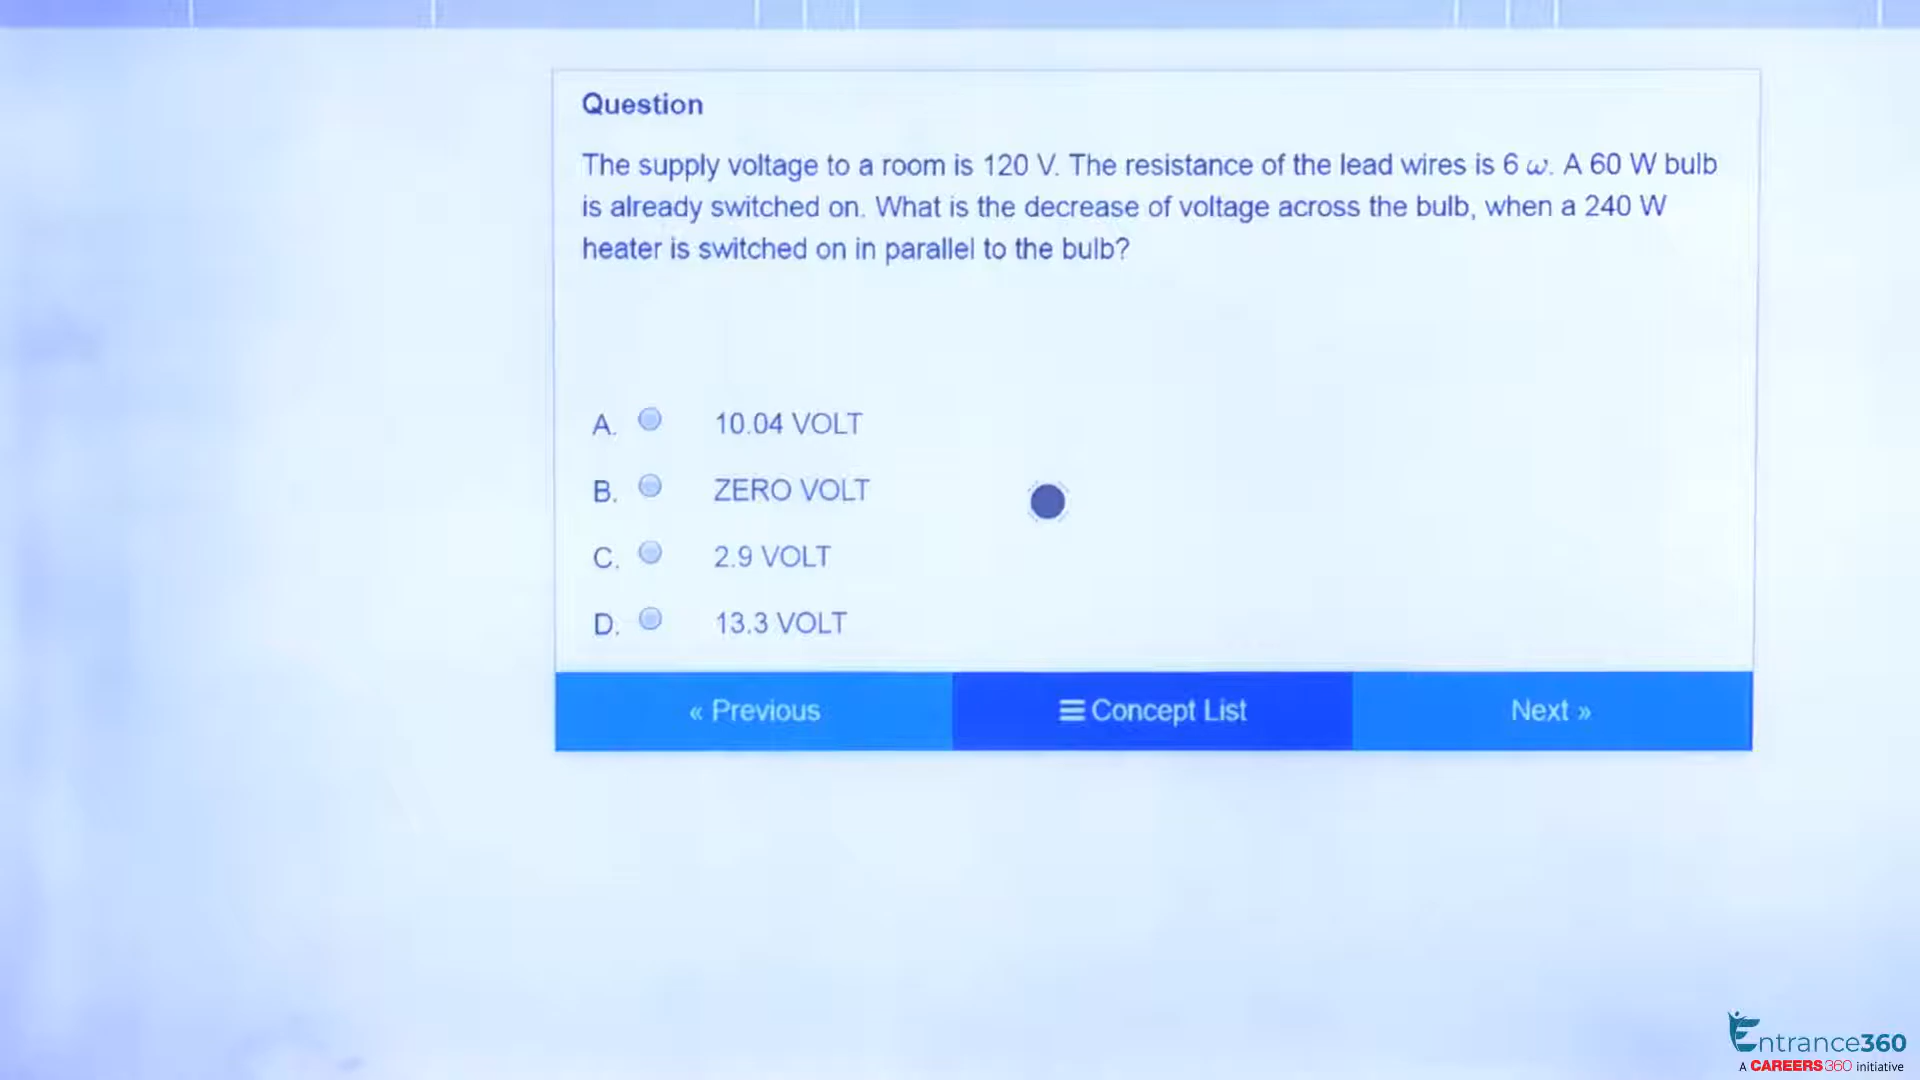 Question
The supply voltage to a room is 120 V. The resistance of the lead wires is 6 ω. A 60 W bulb
is already switched on. What is the decrease of voltage across the bulb, when a 240 W
heater is switched on in parallel to the bulb?
A. 10.04 VOLT
B. ZERO VOLT
C. 2.9 VOLT
D. 13.3 VOLT
« Previous ☰ Concept List Next »
Entrance360
A CAREERS360 initiative